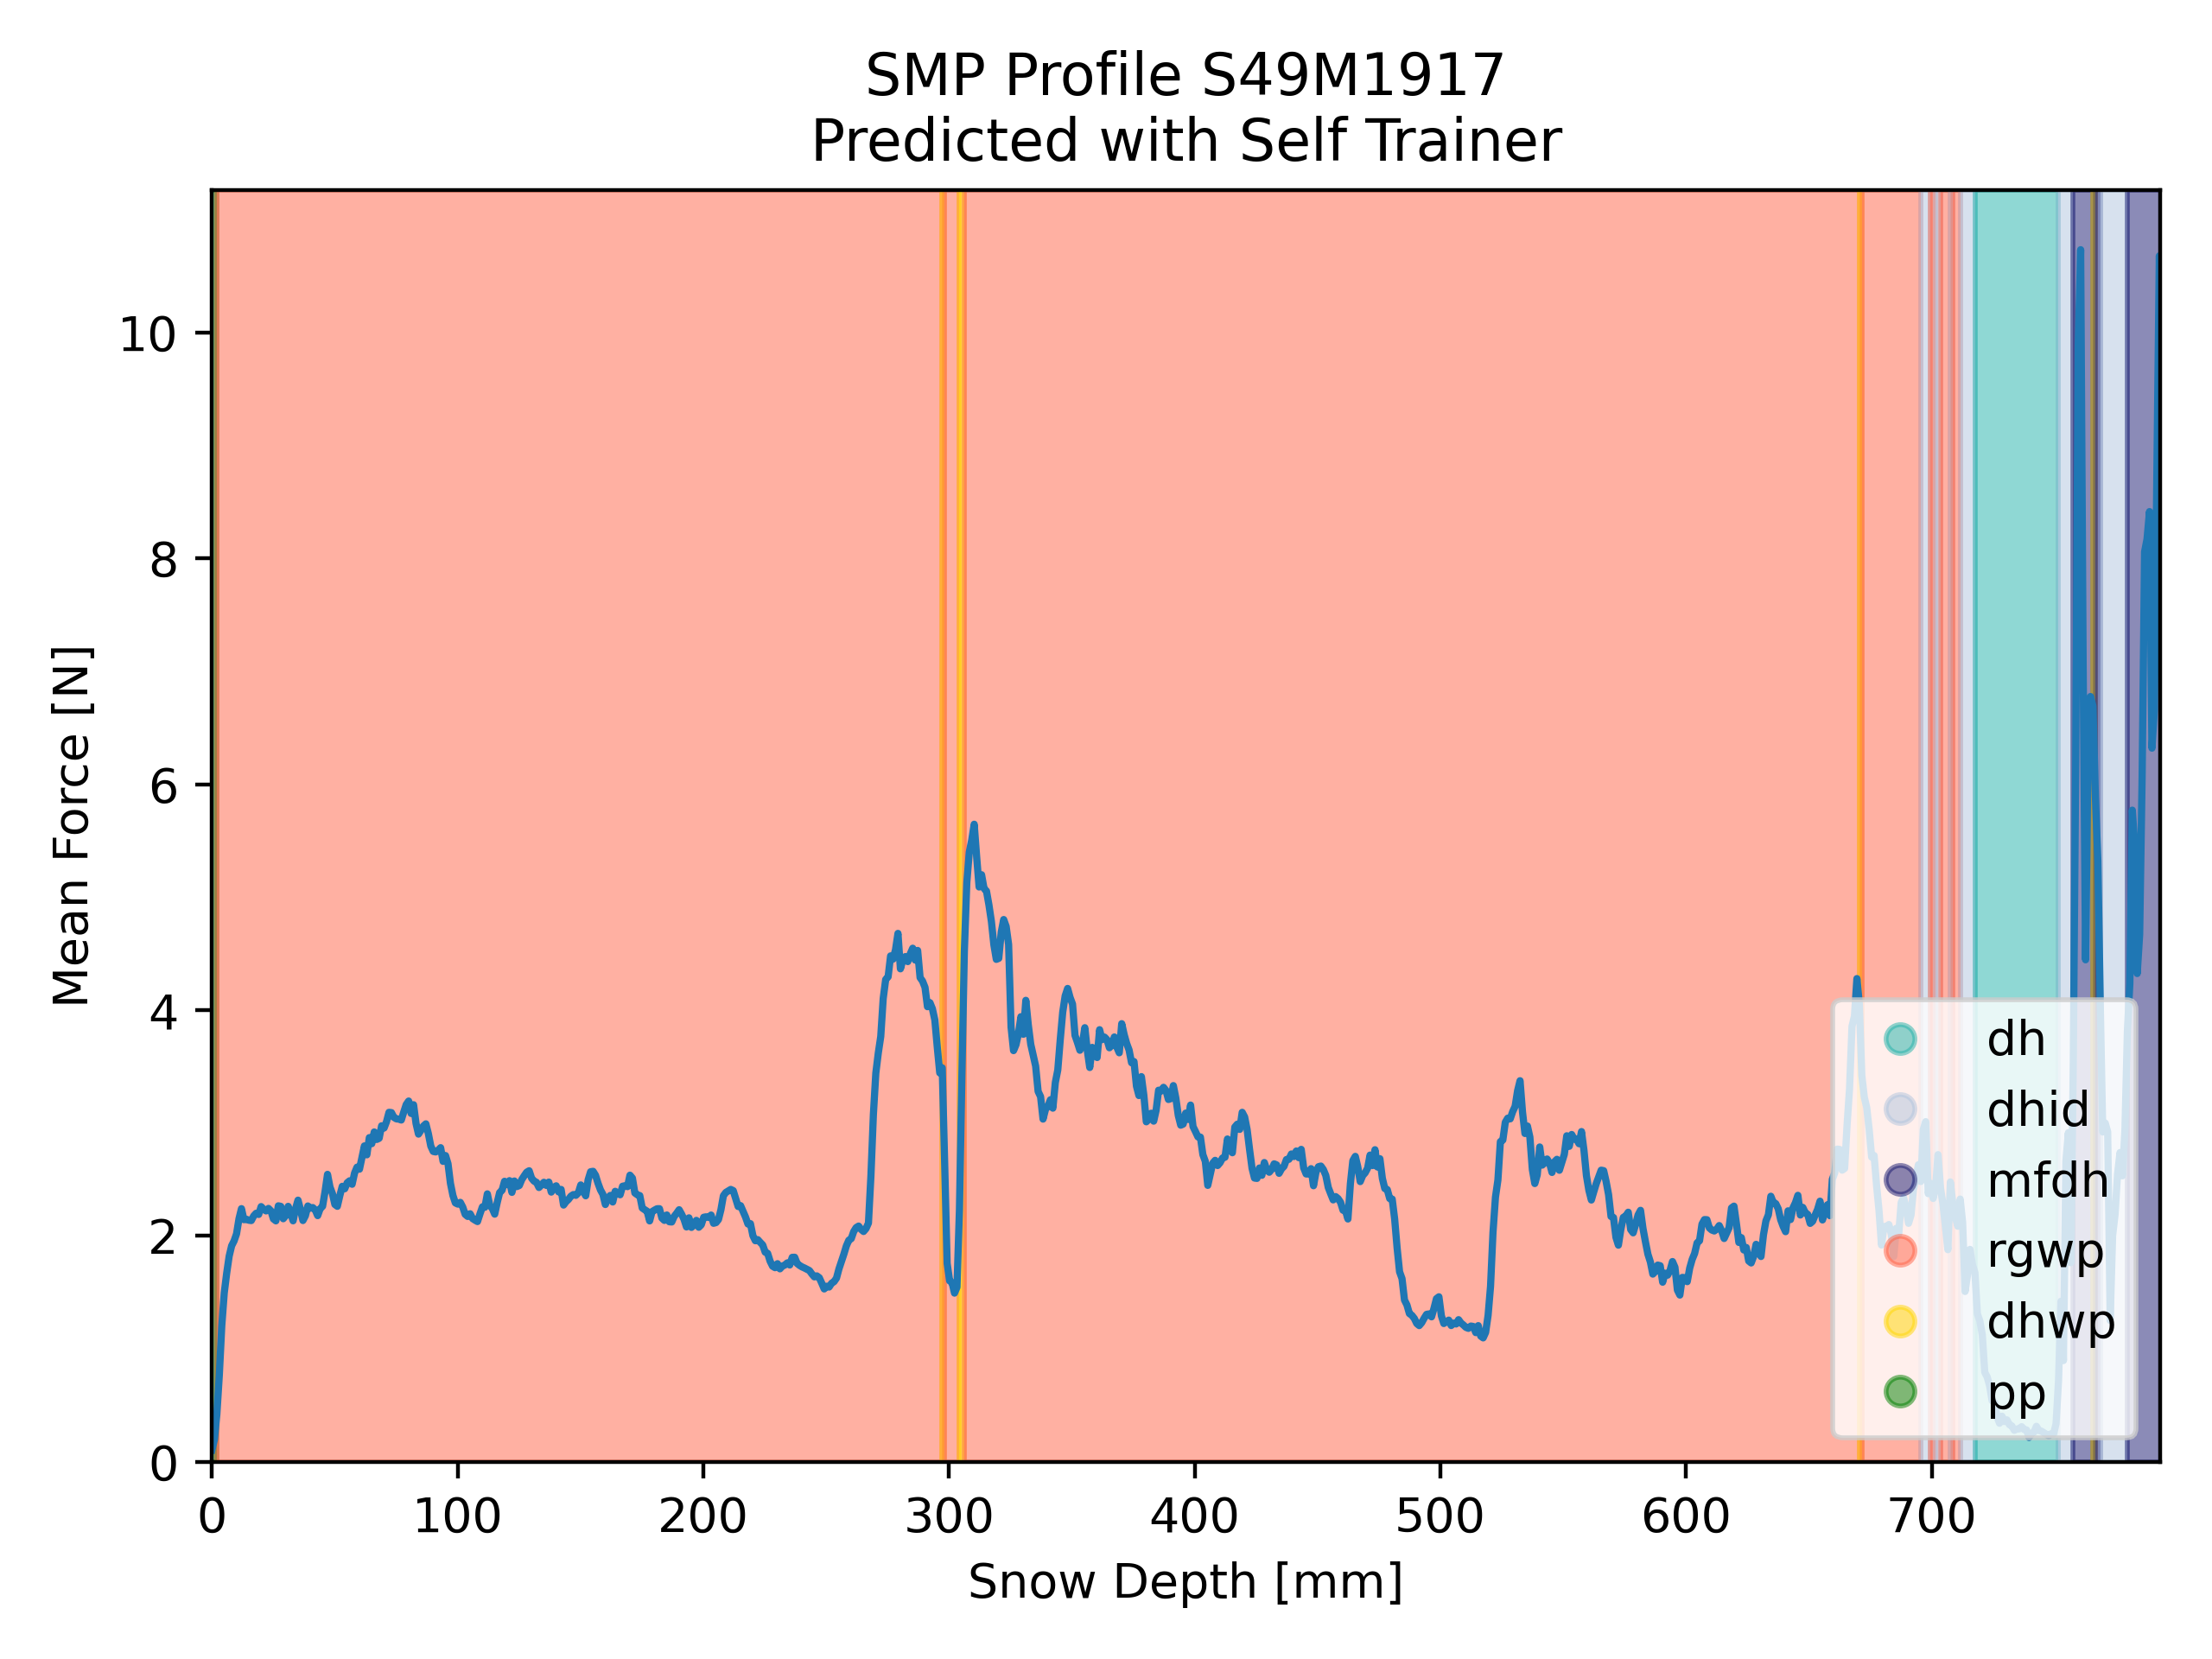 SMP Profile S49M1917
Predicted with Self Trainer
Mean Force [N]
10
8
6
4
2
0
dh
dhid
mfdh
rgwp
dhwp
pp
0 100 200 300 400 500 600 700
Snow Depth [mm]